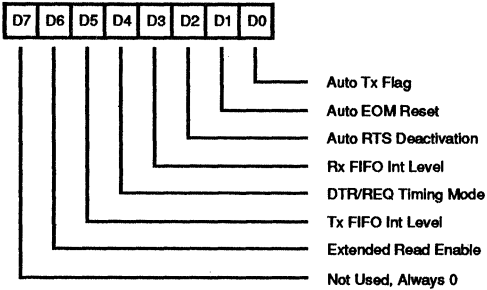 D7 D6 D5 D4 D3 D2 D1 D0
Auto Tx Flag
Auto EOM Reset
Auto RTS Deactivation
Rx FIFO Int Level
DTR/REQ Timing Mode
Tx FIFO Int Level
Extended Read Enable
Not Used, Always 0